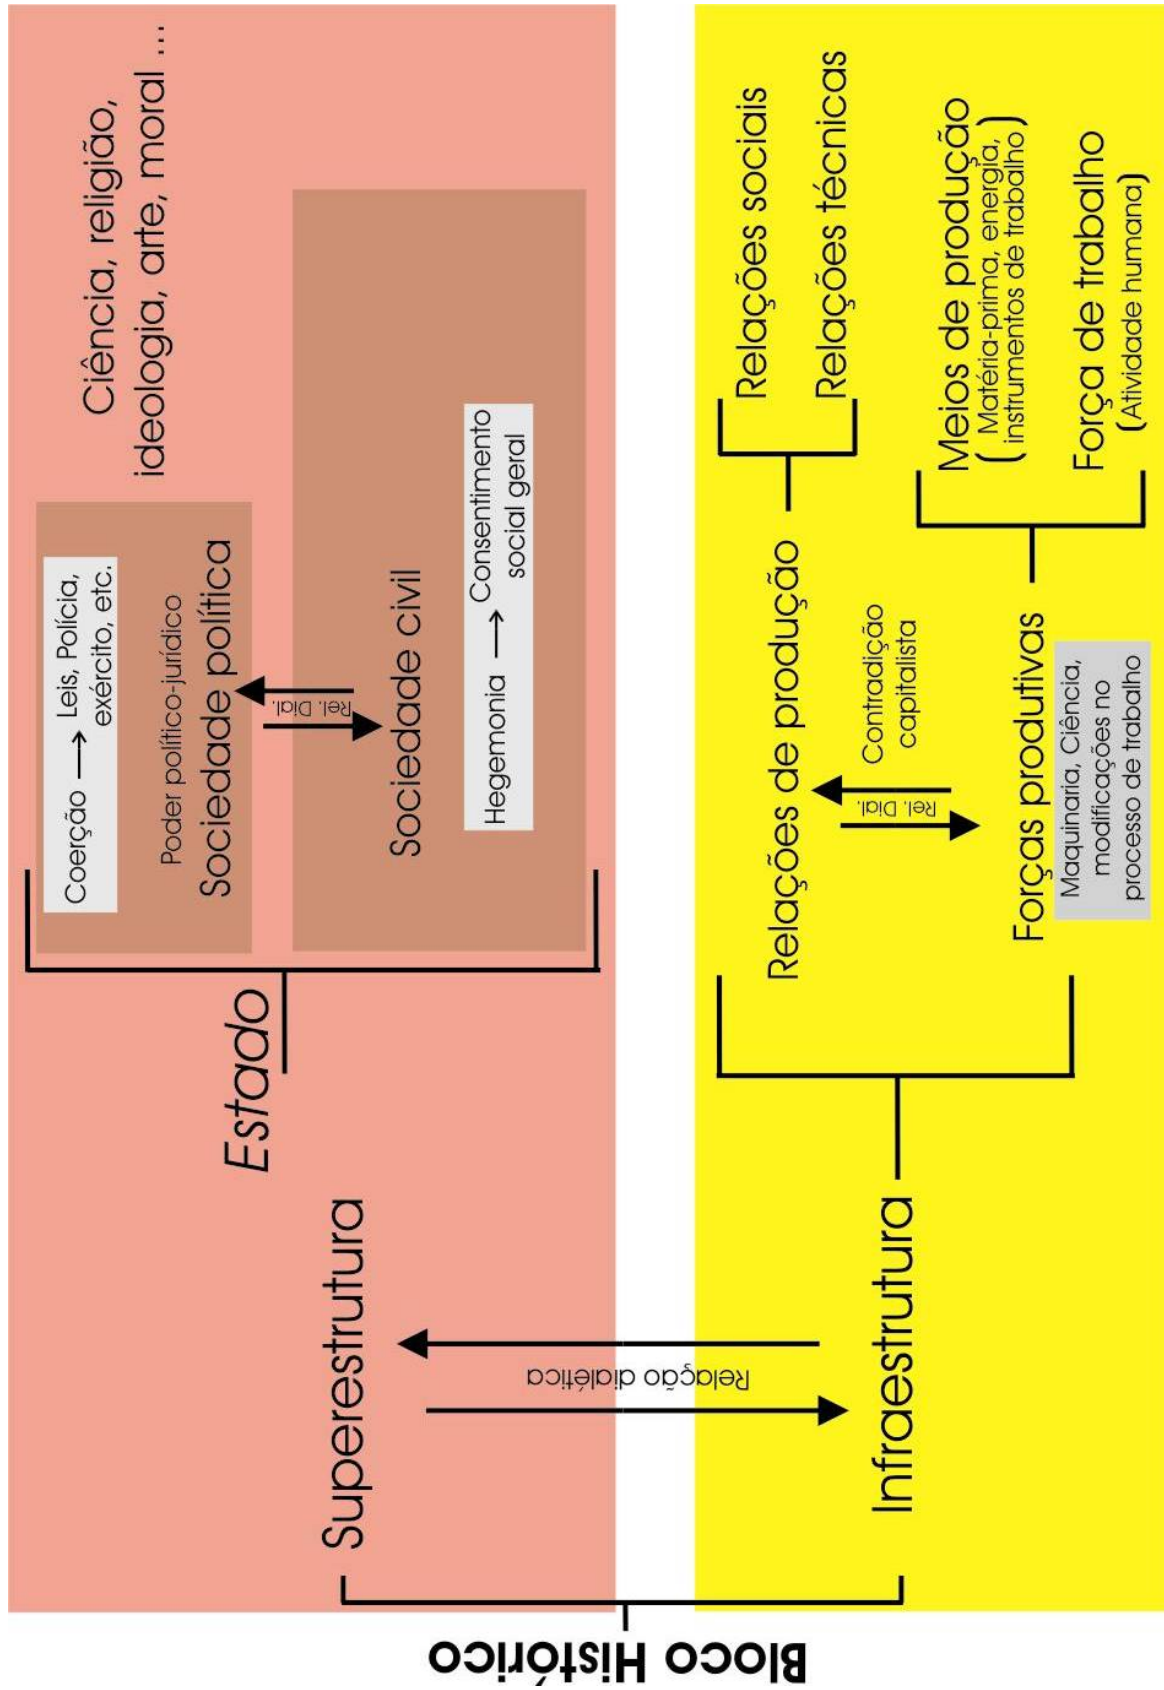 Bloco Histórico
Superestrutura
Relação dialética
Infraestrutura
Estado
Coerção
Leis, Polícia,
exército, etc.
Poder político-jurídico
Sociedade política
Rel. Dial.
Sociedade civil
Hegemonia
Consentimento
social geral
Ciência, religião,
ideologia, arte, moral ...
Relações de produção
Rel. Dial.
Contradição
capitalista
Forças produtivas
Maquinaria, Ciência,
modificações no
processo de trabalho
Relações sociais
Relações técnicas
Meios de produção
(Matéria-prima, energía,
instrumentos de trabalho)
Força de trabalho
(Atividade humana)